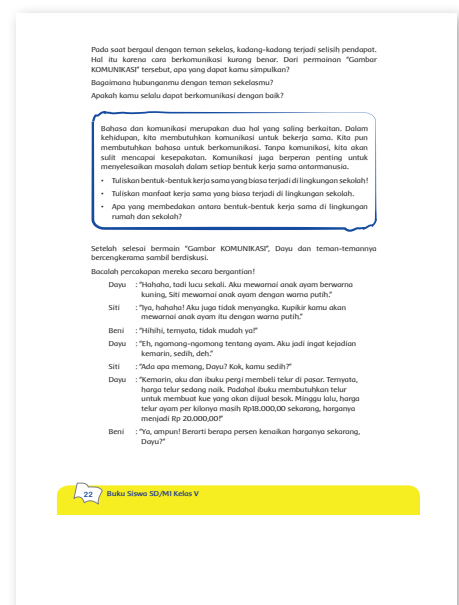 Pada saat bergaul dengan teman sekelas, kadang-kadang terjadi selisih pendapat.
Hal itu karena cara berkomunikasi kurang benar. Dari permainan "Gambar
KOMUNIKASI" tersebut, apa yang dapat kamu simpulkan?
Bagaimana hubunganmu dengan teman sekelasmu?
Apakah kamu selalu dapat berkomunikasi dengan baik?
Bahasa dan komunikasi merupakan dua hal yang saling berkaitan. Dalam
kehidupan, kita membutuhkan komunikasi untuk bekerja sama. Kita pun
membutuhkan bahasa untuk berkomunikasi. Tanpa komunikasi, kita akan
sulit mencapai kesepakatan. Komunikasi juga berperan penting untuk
menyelesaikan masalah dalam setiap bentuk kerja sama antarmanusia.
• Tuliskan bentuk-bentuk kerja sama yang biasa terjadi di lingkungan sekolah!
• Tuliskan manfaat kerja sama yang biasa terjadi di lingkungan sekolah.
• Apa yang membedakan antara bentuk-bentuk kerja sama di lingkungan
rumah dan sekolah?
Setelah selesai bermain "Gambar KOMUNIKASI", Dayu dan teman-temannya
bercengkerama sambil berdiskusi.
Bacalah percakapan mereka secara bergantian!
Dayu : "Hahaha, tadi lucu sekali. Aku mewarnai anak ayam berwarna
kuning, Siti mewarnai anak ayam dengan warna putih."
Siti : "Iya, hahaha! Aku juga tidak menyangka. Kupikir kamu akan
mewarnai anak ayam itu dengan warna putih."
Beni : "Hihihi, ternyata, tidak mudah ya!"
Dayu : "Eh, ngomong-ngomong tentang ayam. Aku jadi ingat kejadian
kemarin, sedih, deh."
Siti : "Ada apa memang, Dayu? Kok, kamu sedih?"
Dayu : "Kemarin, aku dan ibuku pergi membeli telur di pasar. Ternyata,
harga telur sedang naik. Padahal ibuku membutuhkan telur
untuk membuat kue yang akan dijual besok. Minggu lalu, harga
telur ayam per kilonya masih Rp18.000,00 sekarang, harganya
menjadi Rp 20.000,00!"
Beni : "Ya, ampun! Berarti berapa persen kenaikan harganya sekarang,
Dayu?"
22 Buku Siswa SD/MI Kelas V